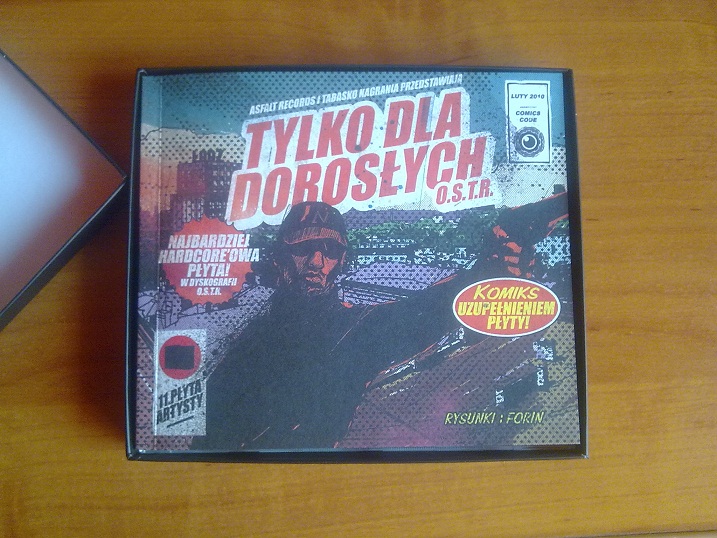 ASFALT RECORDS I TABASKO NAGRANIA PRZEDSTAWIAJĄ
TYLKO DLA
DOROSŁYCH
O.S.T.R.
LUTY 2010
COMICS
CODE
NAJBARDZIEJ
HARDCORE'OWA
PŁYTA!
W DYSKOGRAFII
O.S.T.R.
KOMIKS
UZUPEŁNIENIEM
PŁYTY!
11.PŁYTA
ARTYSTY
RYSUNKI : FORIN